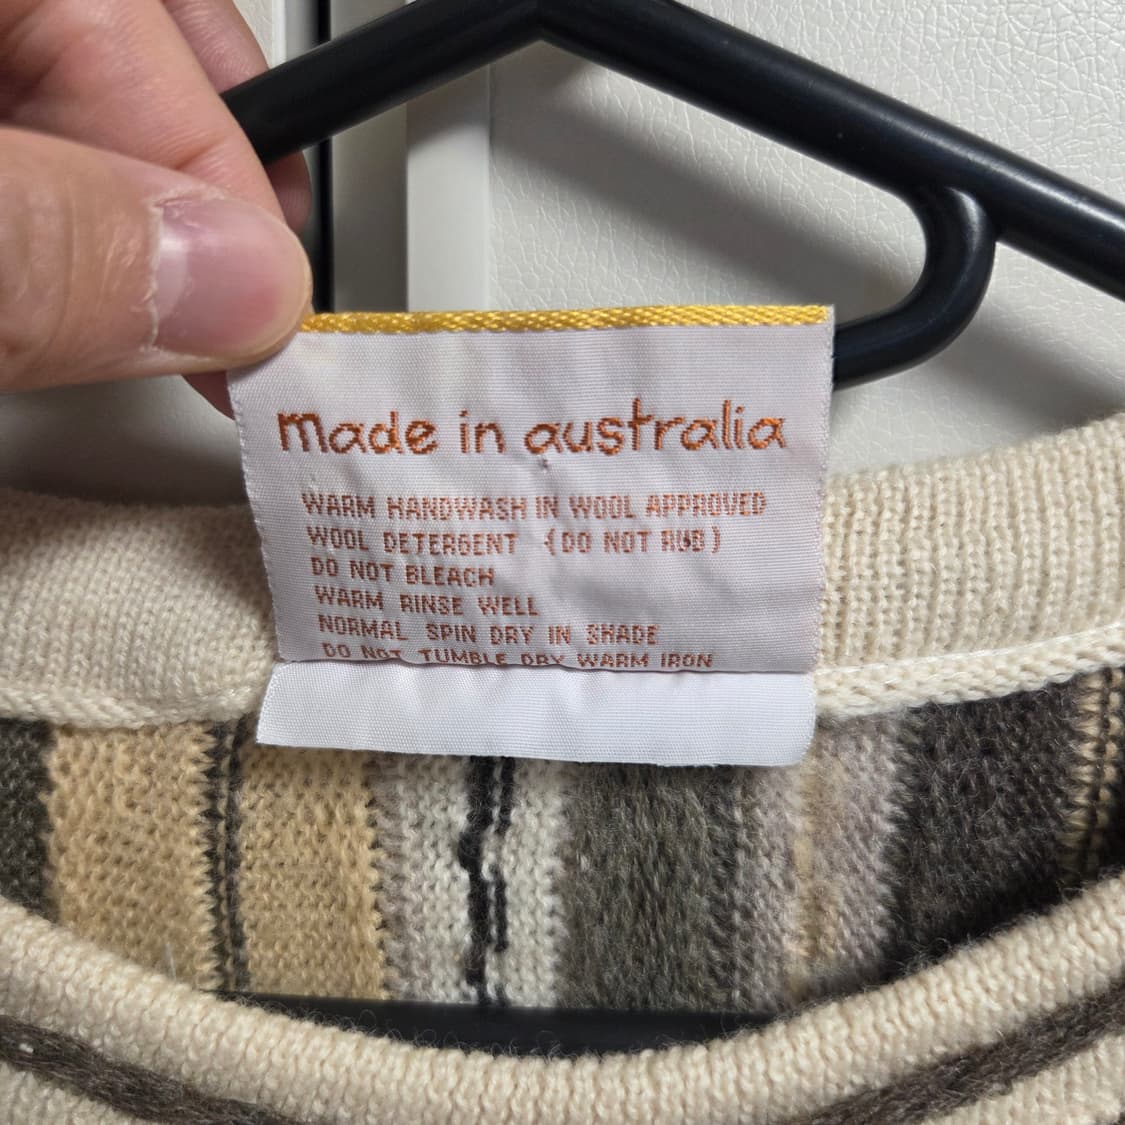 made in australia
WARM HANDWASH IN WOOL APPROVED
WOOL DETERGENT (DO NOT RUB)
DO NOT BLEACH
WARM RINSE WELL
NORMAL SPIN DRY IN SHADE
DO NOT TUMBLE DRY WARM IRON